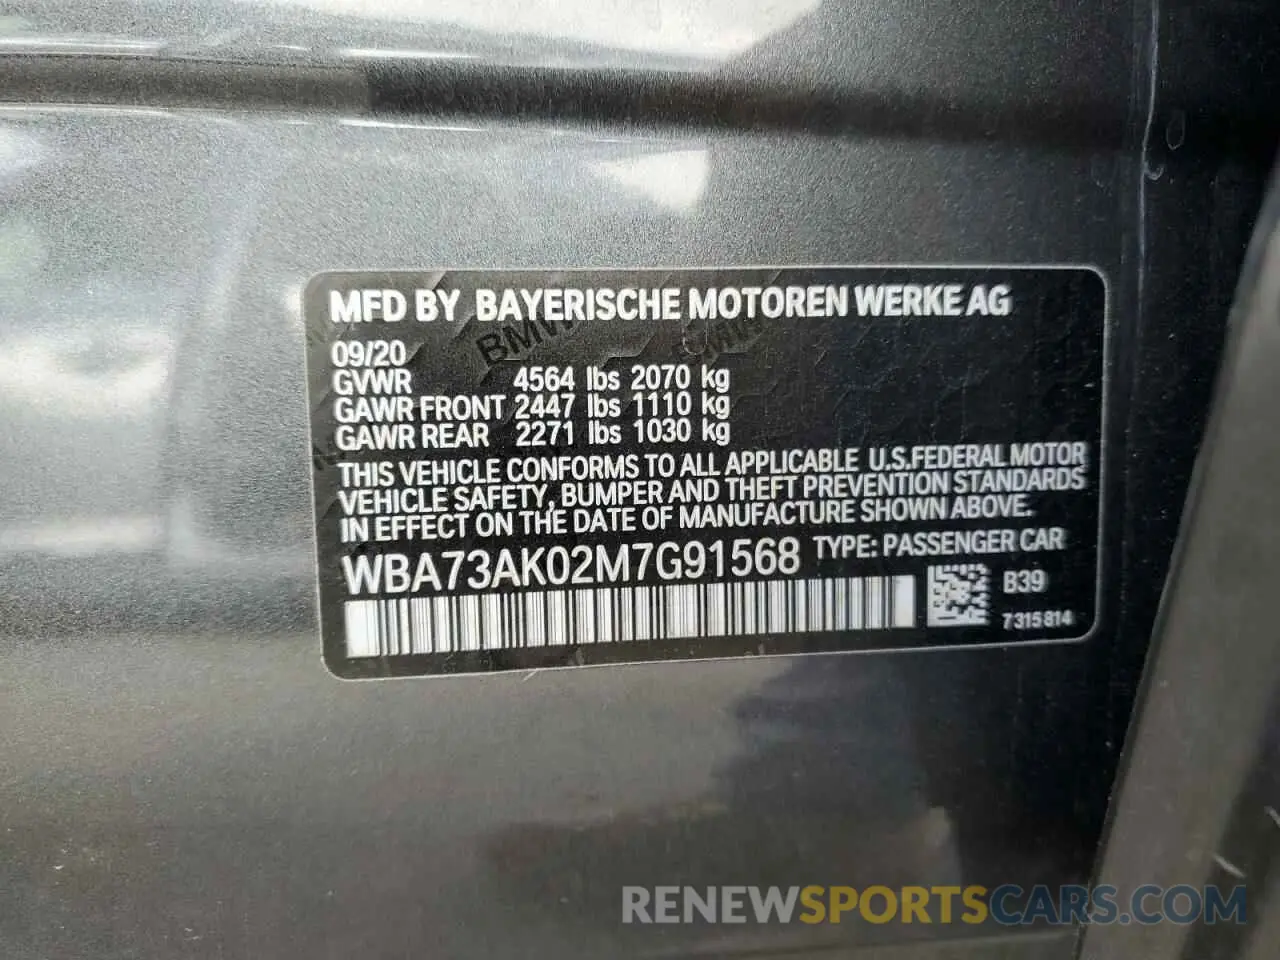 MFD BY BAYERISCHE MOTOREN WERKE AG
BMW
09/20
GVWR 4564 lbs 2070 kg
GAWR FRONT 2447 lbs 1110 kg
GAWR REAR 2271 lbs 1030 kg
THIS VEHICLE CONFORMS TO ALL APPLICABLE U.S.FEDERAL MOTOR
VEHICLE SAFETY, BUMPER AND THEFT PREVENTION STANDARDS
IN EFFECT ON THE DATE OF MANUFACTURE SHOWN ABOVE.
WBA73AK02M7G91568 TYPE: PASSENGER CAR
B39
7315814
RENEWSPORTSCARS.COM